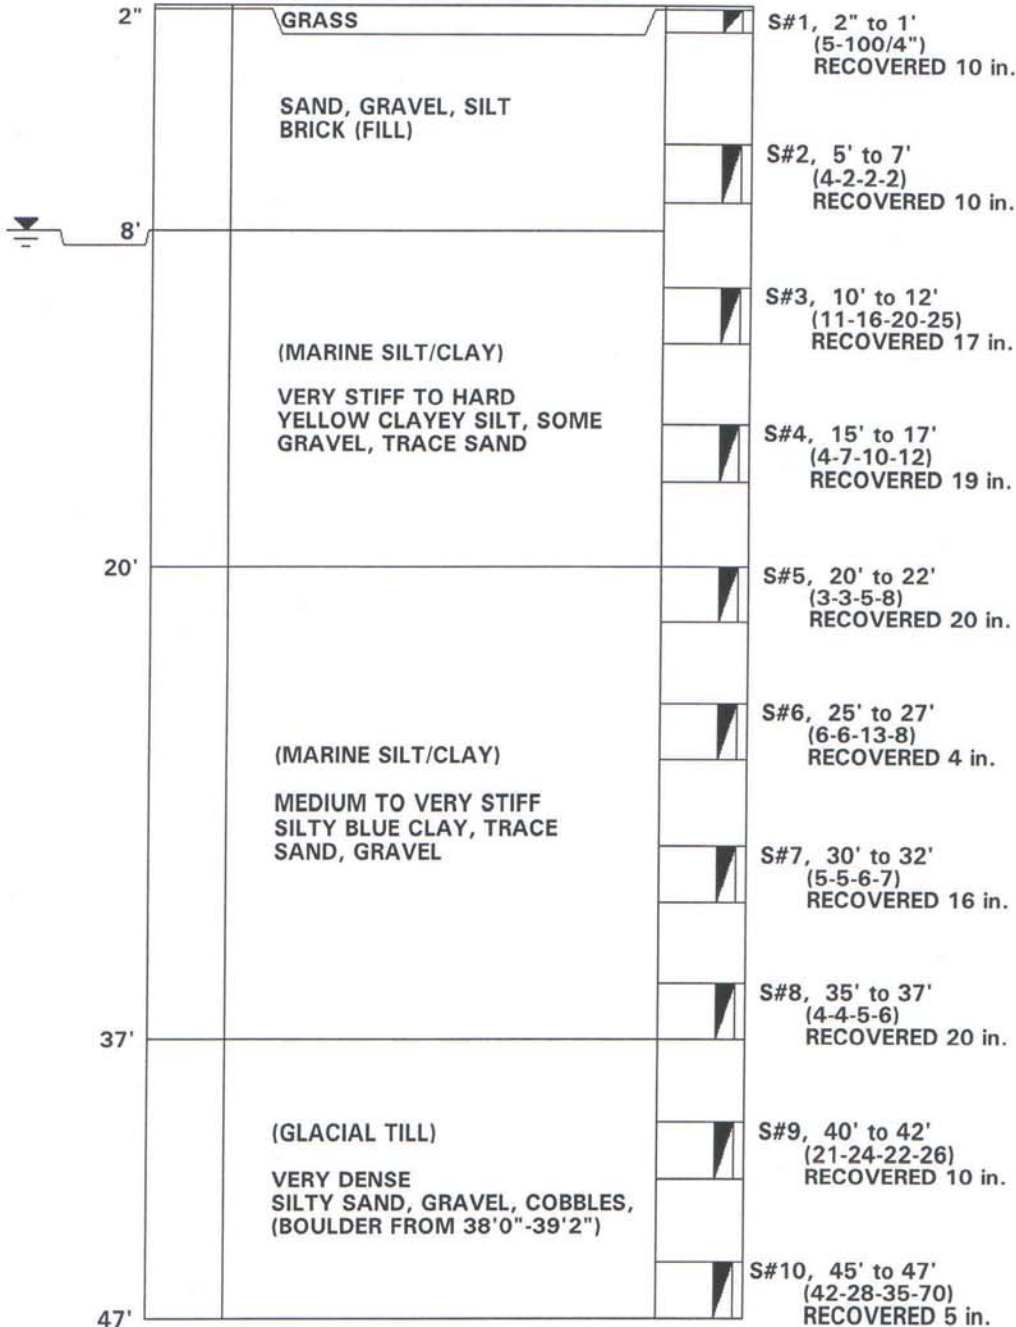 2"
GRASS
S#1, 2" to 1'
(5-100/4")
RECOVERED 10 in.
SAND, GRAVEL, SILT
BRICK (FILL)
S#2, 5' to 7'
(4-2-2-2)
RECOVERED 10 in.
8'
S#3, 10' to 12'
(11-16-20-25)
RECOVERED 17 in.
(MARINE SILT/CLAY)
VERY STIFF TO HARD
YELLOW CLAYEY SILT, SOME
GRAVEL, TRACE SAND
S#4, 15' to 17'
(4-7-10-12)
RECOVERED 19 in.
20'
S#5, 20' to 22'
(3-3-5-8)
RECOVERED 20 in.
S#6, 25' to 27'
(6-6-13-8)
RECOVERED 4 in.
(MARINE SILT/CLAY)
MEDIUM TO VERY STIFF
SILTY BLUE CLAY, TRACE
SAND, GRAVEL
S#7, 30' to 32'
(5-5-6-7)
RECOVERED 16 in.
S#8, 35' to 37'
(4-4-5-6)
RECOVERED 20 in.
37'
(GLACIAL TILL)
VERY DENSE
SILTY SAND, GRAVEL, COBBLES,
(BOULDER FROM 38'0"-39'2")
S#9, 40' to 42'
(21-24-22-26)
RECOVERED 10 in.
S#10, 45' to 47'
(42-28-35-70)
RECOVERED 5 in.
47'